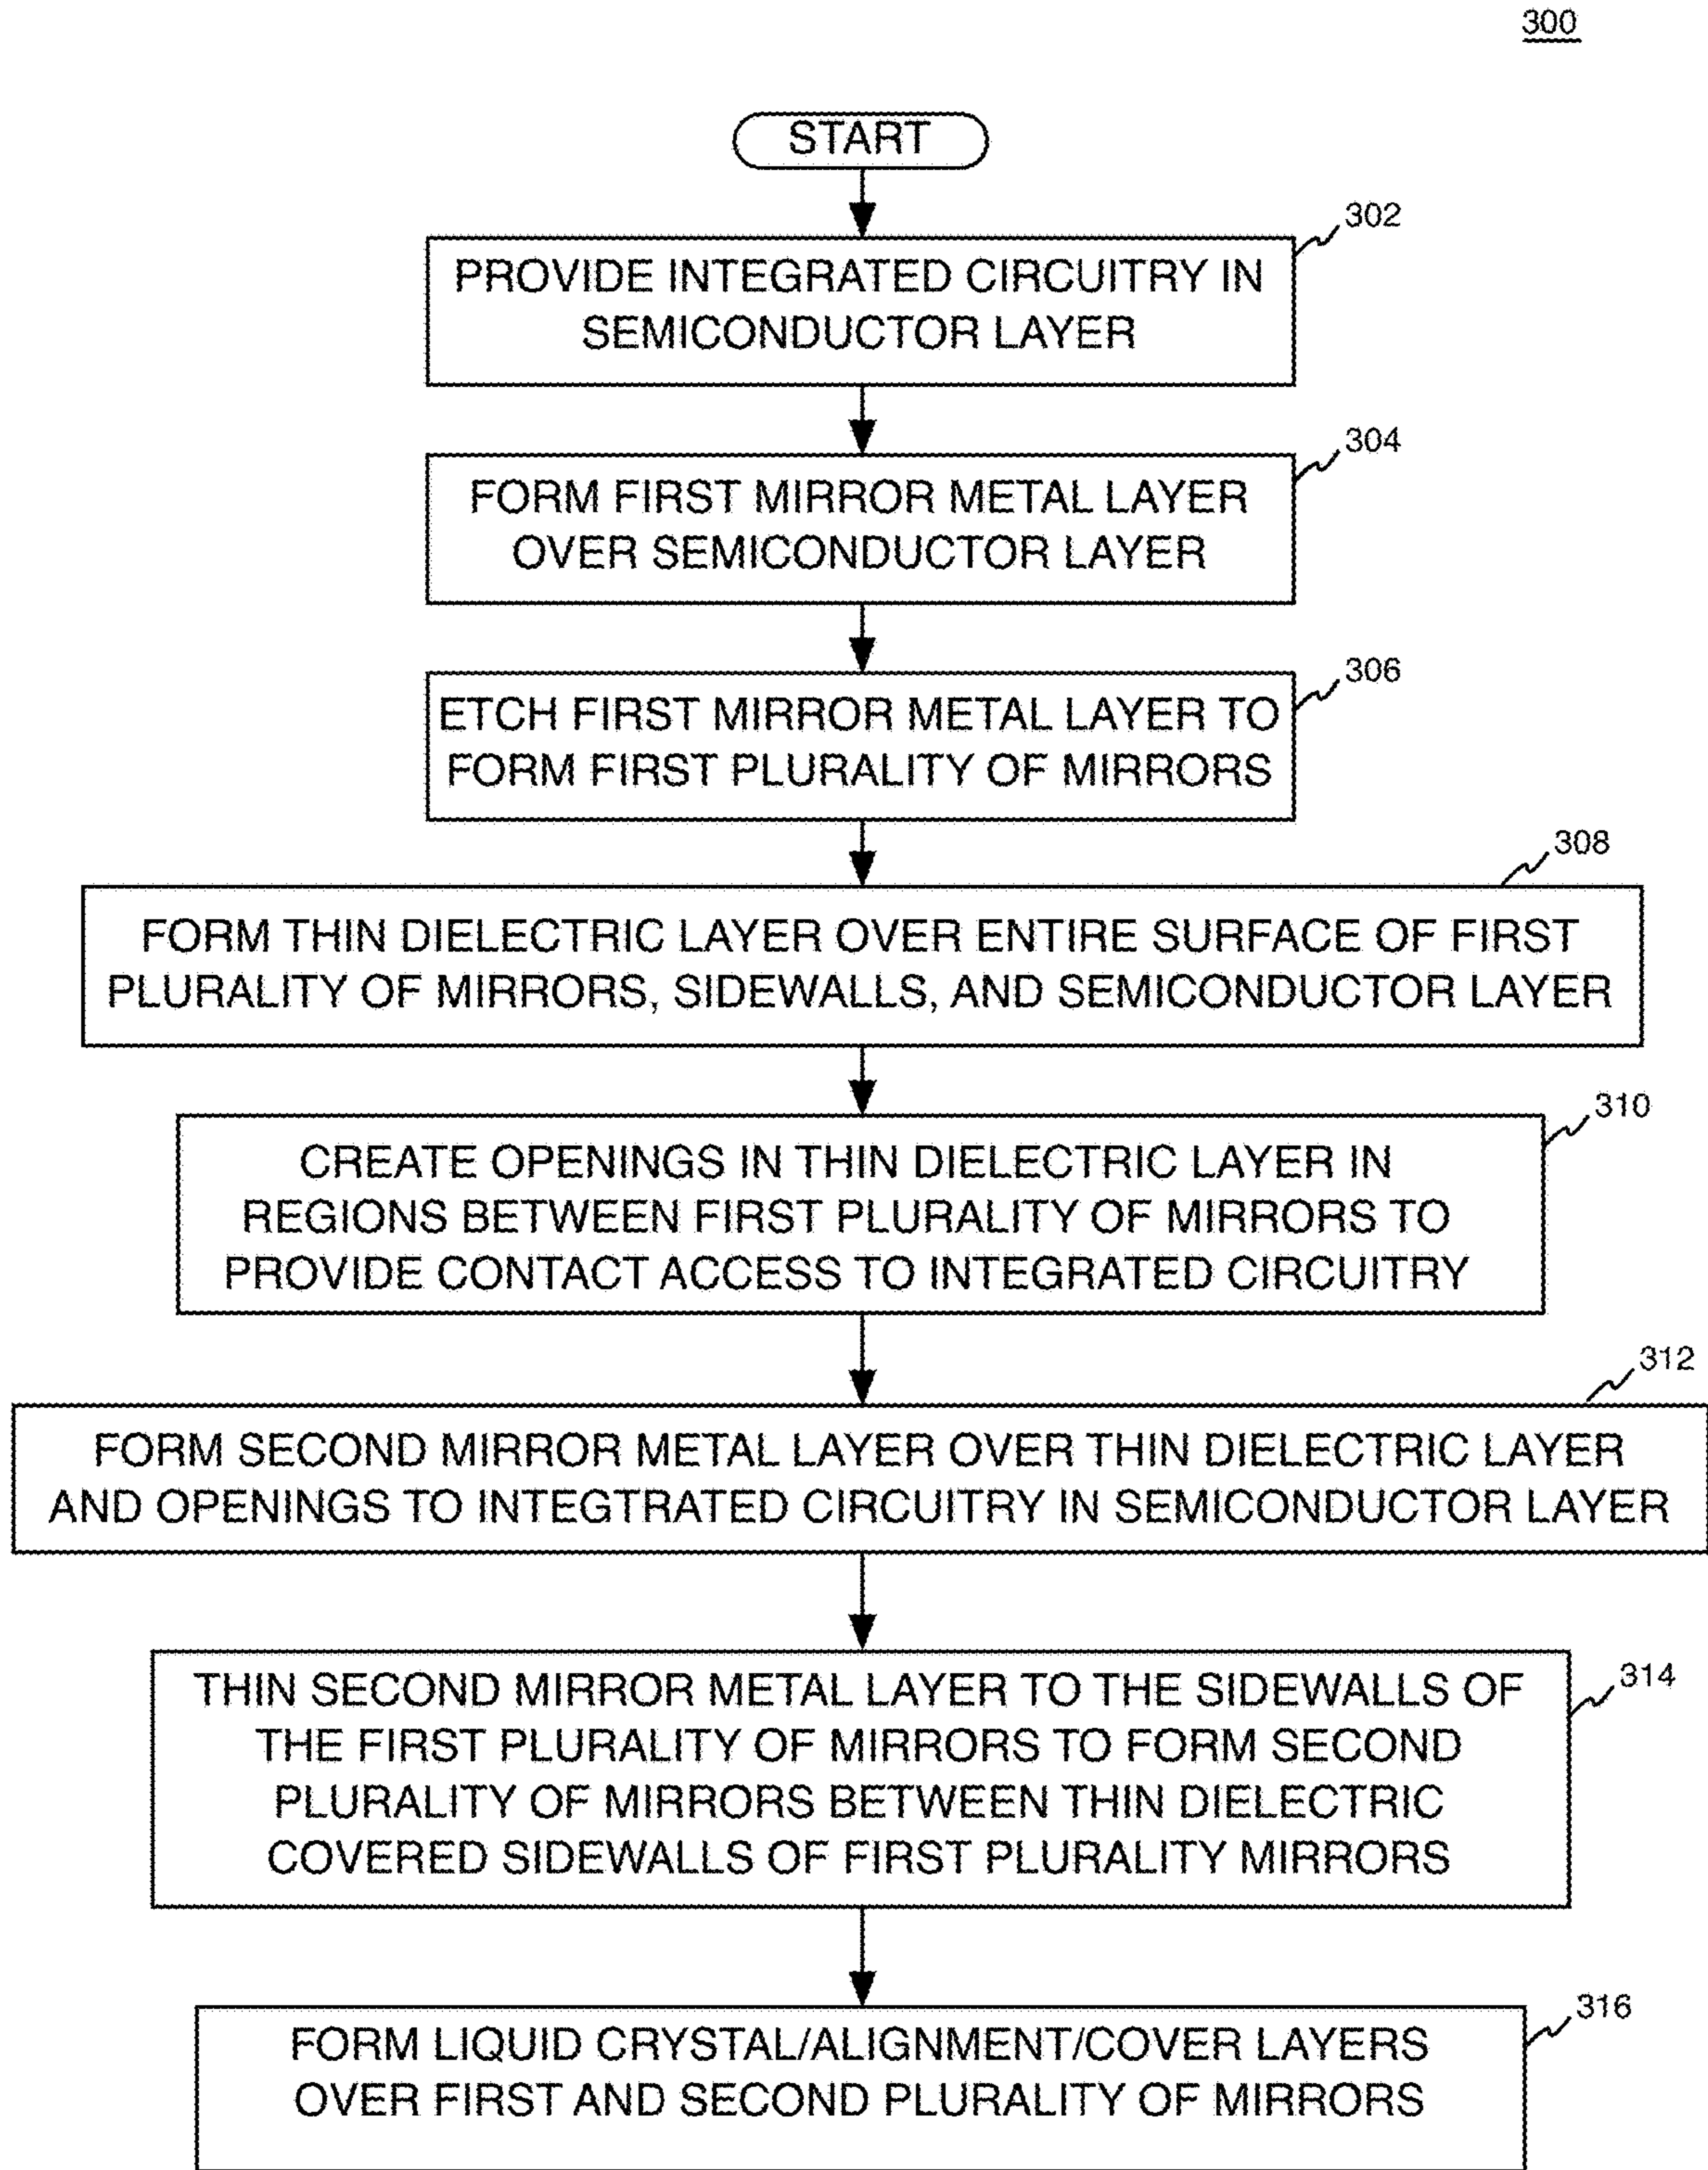 300
START
302
PROVIDE INTEGRATED CIRCUITRY IN
SEMICONDUCTOR LAYER
304
FORM FIRST MIRROR METAL LAYER
OVER SEMICONDUCTOR LAYER
306
ETCH FIRST MIRROR METAL LAYER TO
FORM FIRST PLURALITY OF MIRRORS
308
FORM THIN DIELECTRIC LAYER OVER ENTIRE SURFACE OF FIRST
PLURALITY OF MIRRORS, SIDEWALLS, AND SEMICONDUCTOR LAYER
310
CREATE OPENINGS IN THIN DIELECTRIC LAYER IN
REGIONS BETWEEN FIRST PLURALITY OF MIRRORS TO
PROVIDE CONTACT ACCESS TO INTEGRATED CIRCUITRY
312
FORM SECOND MIRROR METAL LAYER OVER THIN DIELECTRIC LAYER
AND OPENINGS TO INTEGTRATED CIRCUITRY IN SEMICONDUCTOR LAYER
314
THIN SECOND MIRROR METAL LAYER TO THE SIDEWALLS OF
THE FIRST PLURALITY OF MIRRORS TO FORM SECOND
PLURALITY OF MIRRORS BETWEEN THIN DIELECTRIC
COVERED SIDEWALLS OF FIRST PLURALITY MIRRORS
316
FORM LIQUID CRYSTAL/ALIGNMENT/COVER LAYERS
OVER FIRST AND SECOND PLURALITY OF MIRRORS